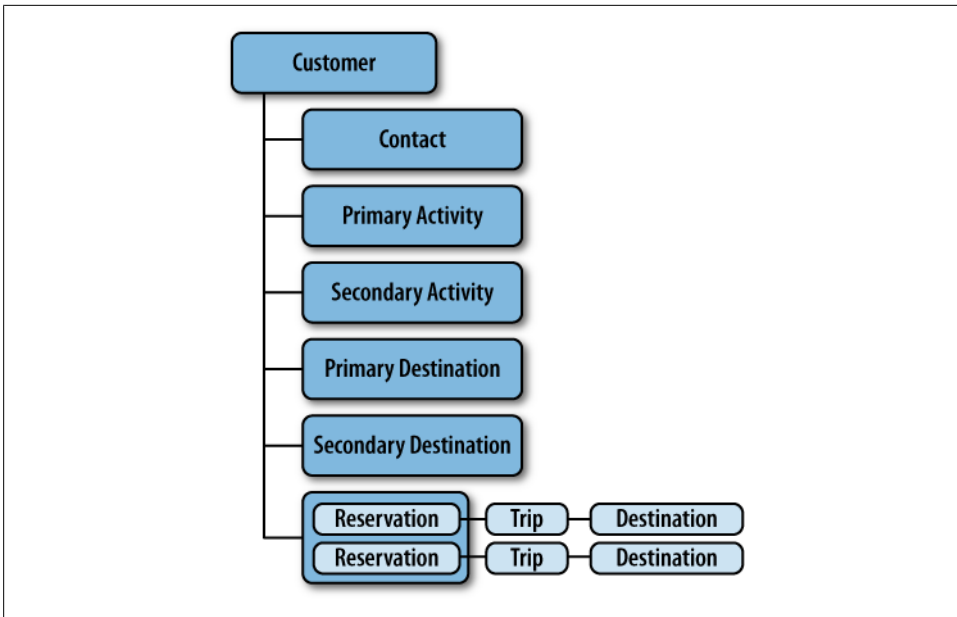 Customer
Contact
Primary Activity
Secondary Activity
Primary Destination
Secondary Destination
Reservation Trip Destination
Reservation Trip Destination